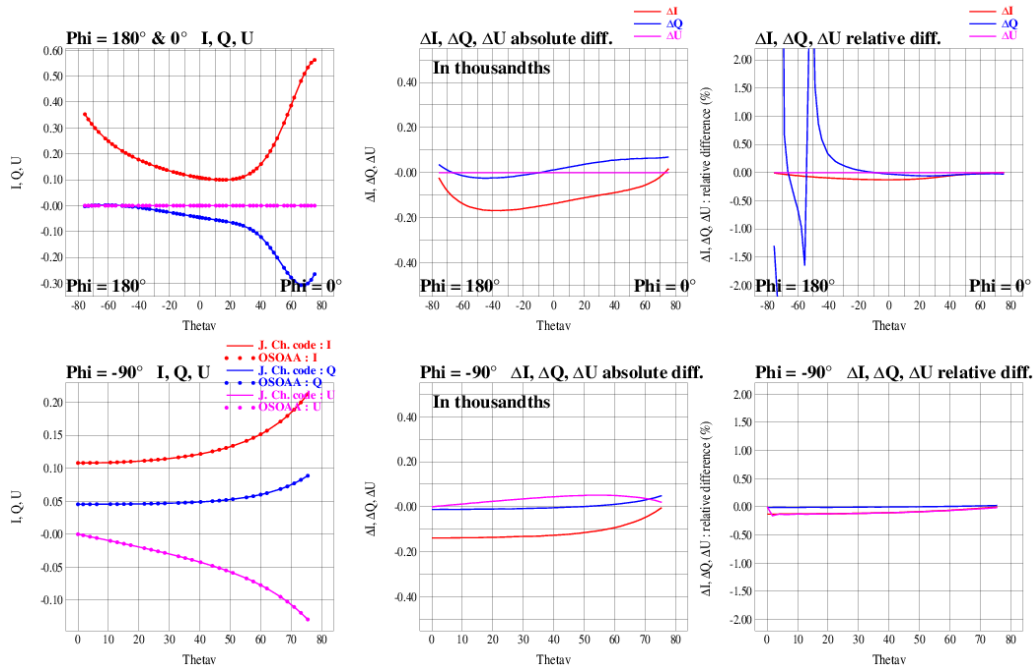 Phi = 180° & 0° I, Q, U
0.60
0.50
0.40
0.30
0.20
0.10
-0.00
-0.10
-0.20
-0.30
I, Q, U
Phi = 180°
Phi = 0°
-80 -60 -40 -20 0 20 40 60 80
Thetav
ΔI
ΔQ
ΔU
ΔI, ΔQ, ΔU absolute diff.
In thousandths
0.40
0.20
-0.00
-0.20
-0.40
ΔI, ΔQ, ΔU
Phi = 180°
Phi = 0°
-80 -60 -40 -20 0 20 40 60 80
Thetav
ΔI
ΔQ
ΔU
ΔI, ΔQ, ΔU relative diff.
2.00
1.50
1.00
0.50
0.00
-0.50
-1.00
-1.50
-2.00
ΔI, ΔQ, ΔU : relative difference (%)
Phi = 180°
Phi = 0°
-80 -60 -40 -20 0 20 40 60 80
Thetav
Phi = -90° I, Q, U
J. Ch. code : I
OSOAA : I
J. Ch. code : Q
OSOAA : Q
J. Ch. code : U
OSOAA : U
0.20
0.15
0.10
0.05
-0.00
-0.05
-0.10
I, Q, U
0 10 20 30 40 50 60 70 80
Thetav
Phi = -90° ΔI, ΔQ, ΔU absolute diff.
In thousandths
0.40
0.20
-0.00
-0.20
-0.40
ΔI, ΔQ, ΔU
0 10 20 30 40 50 60 70 80
Thetav
Phi = -90° ΔI, ΔQ, ΔU relative diff.
2.00
1.50
1.00
0.50
0.00
-0.50
-1.00
-1.50
-2.00
ΔI, ΔQ, ΔU : relative difference (%)
0 10 20 30 40 50 60 70 80
Thetav